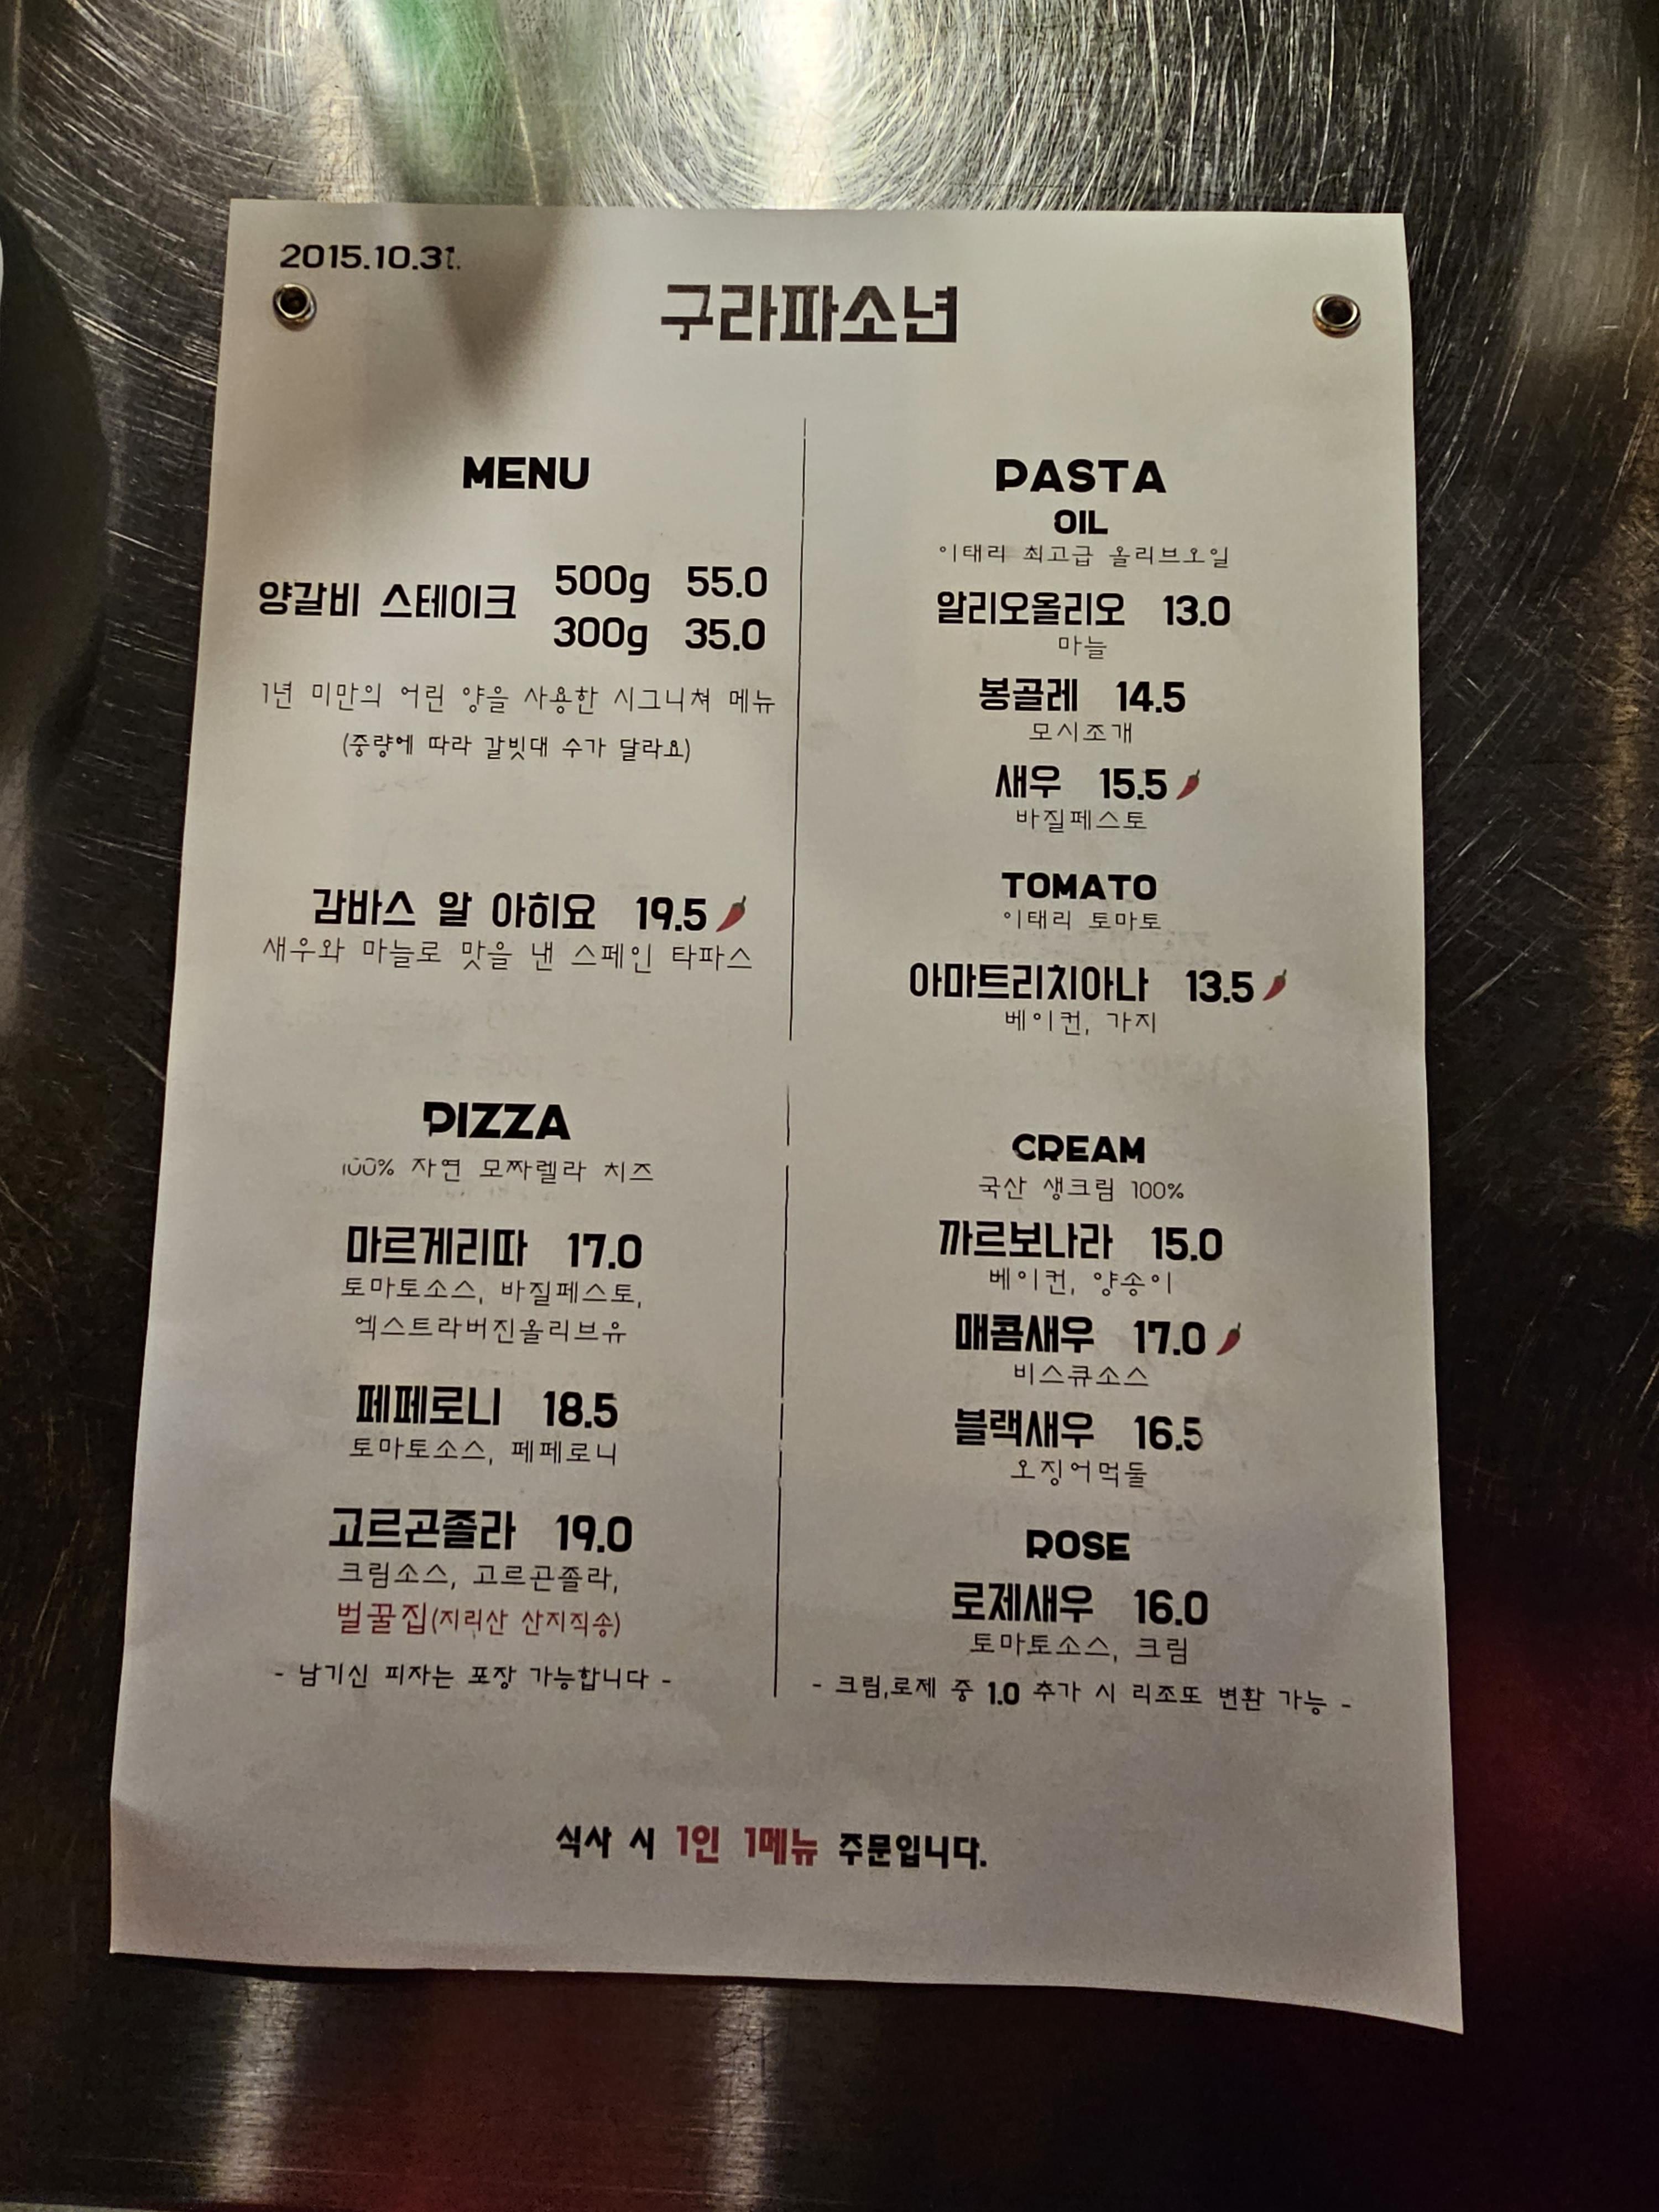 2015.10.31.
구라파소년
MENU
양갈비 스테이크
500g 55.0
300g 35.0
1년 미만의 어린 양을 사용한 시그니쳐 메뉴
(중량에 따라 갈빗대 수가 달라요)
감바스 알 아히요 19.5
새우와 마늘로 맛을 낸 스페인 타파스
PIZZA
100% 자연 모짜렐라 치즈
마르게리따 17.0
토마토소스, 바질페스토,
엑스트라버진올리브유
페페로니 18.5
토마토소스, 페페로니
고르곤졸라 19.0
크림소스, 고르곤졸라,
벌꿀집(지리산 산지직송)
- 남기신 피자는 포장 가능합니다 -
PASTA
OIL
이태리 최고급 올리브오일
알리오올리오 13.0
마늘
봉골레 14.5
모시조개
새우 15.5
바질페스토
TOMATO
이태리 토마토
아마트리치아나 13.5
베이컨, 가지
CREAM
국산 생크림 100%
까르보나라 15.0
베이컨, 양송이
매콤새우 17.0
비스큐소스
블랙새우 16.5
오징어먹물
ROSE
로제새우 16.0
토마토소스, 크림
- 크림,로제 중 1.0 추가 시 리조또 변환 가능 -
식사 시 1인 1메뉴 주문입니다.